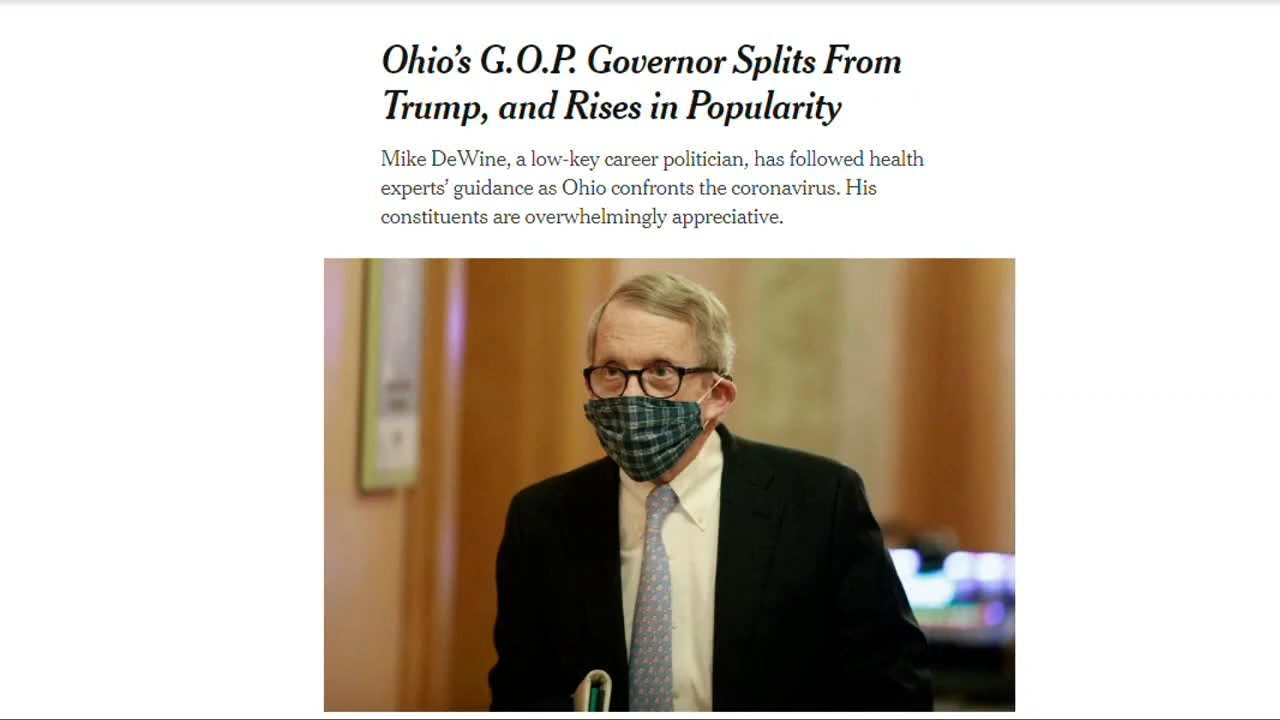 Ohio’s G.O.P. Governor Splits From
Trump, and Rises in Popularity
Mike DeWine, a low-key career politician, has followed health
experts’ guidance as Ohio confronts the coronavirus. His
constituents are overwhelmingly appreciative.